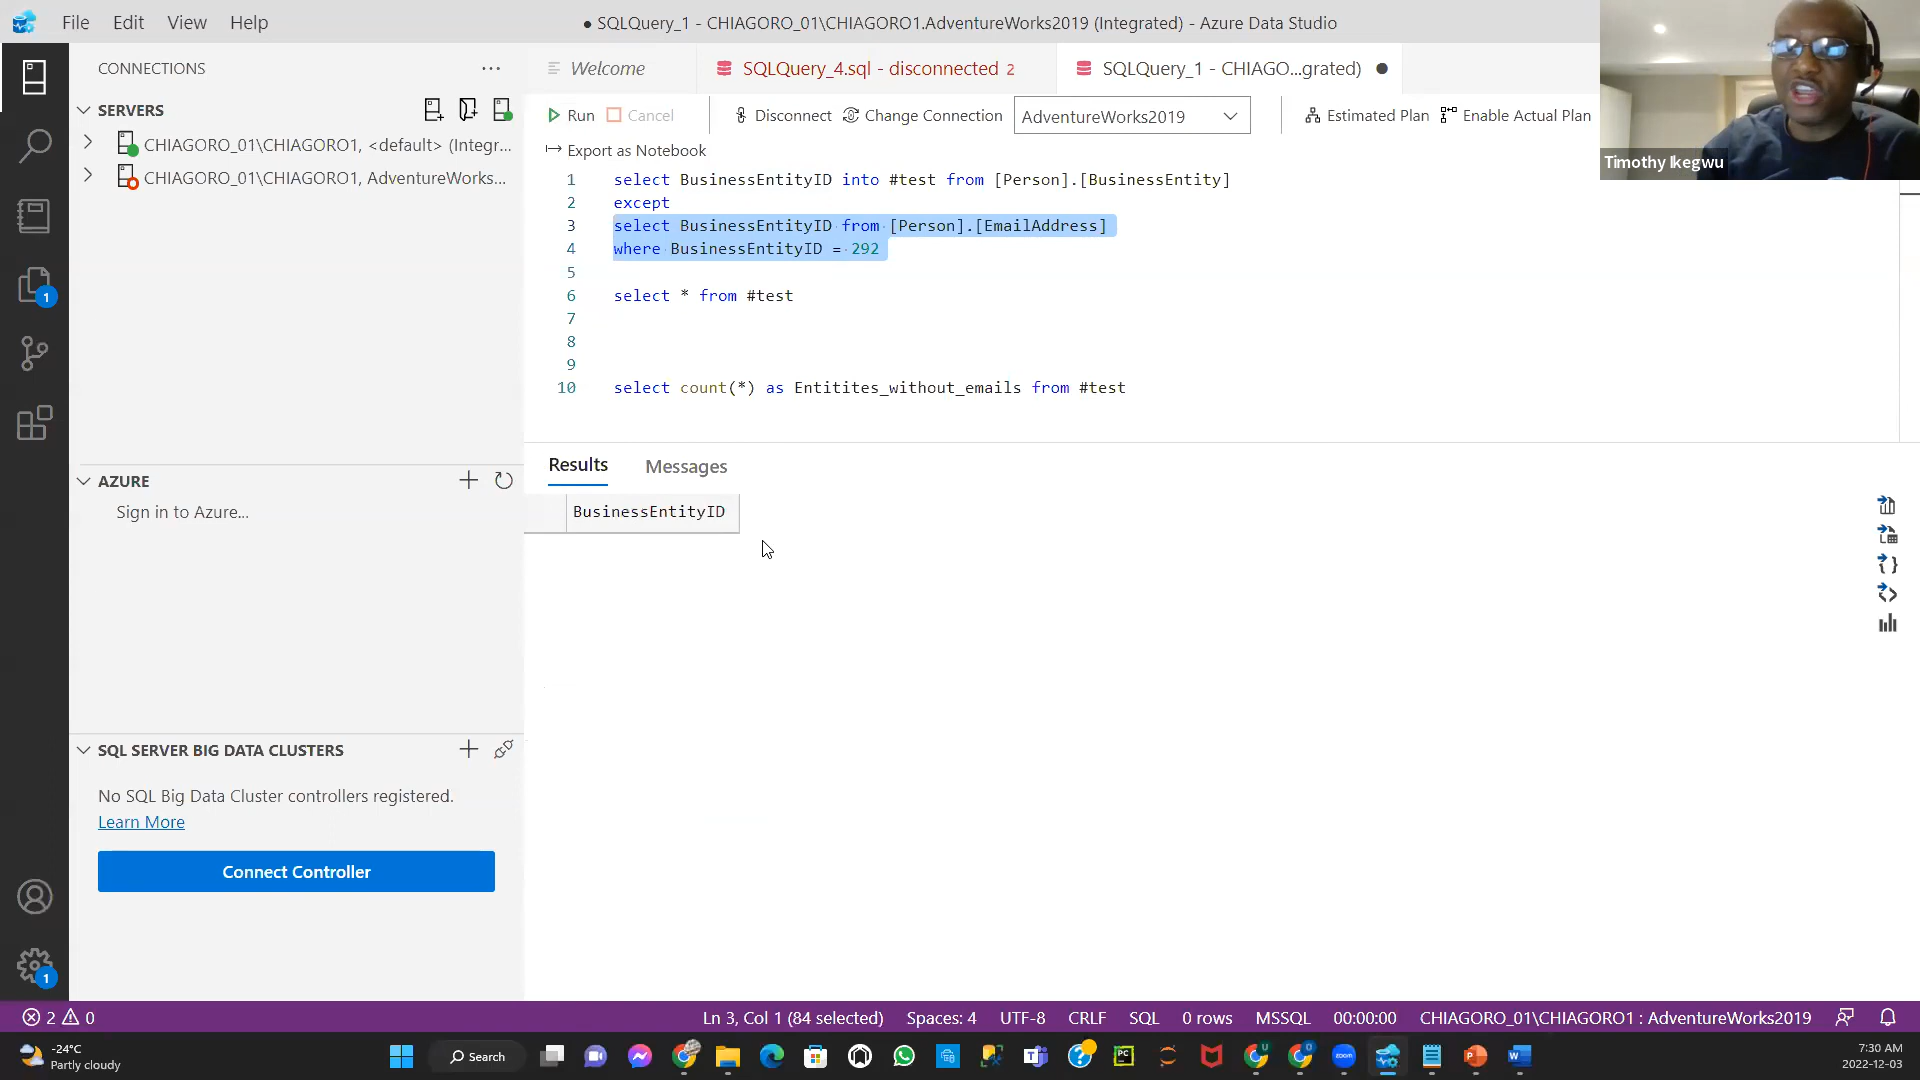 File Edit View Help
● SQLQuery_1 - CHIAGORO_01\CHIAGORO1.AdventureWorks2019 (Integrated) - Azure Data Studio
CONNECTIONS
Welcome
SQLQuery_4.sql - disconnected 2
SQLQuery_1 - CHIAGO...grated)
SERVERS
CHIAGORO_01\CHIAGORO1, <default> (Integr...
CHIAGORO_01\CHIAGORO1, AdventureWorks...
Run Cancel Disconnect Change Connection AdventureWorks2019 Estimated Plan Enable Actual Plan
Export as Notebook
Timothy Ikegwu
1 select BusinessEntityID into #test from [Person].[BusinessEntity]
2 except
3 select BusinessEntityID from [Person].[EmailAddress]
4 where BusinessEntityID = 292
5
6 select * from #test
7
8
9
10 select count(*) as Entitites_without_emails from #test
1
Results Messages
BusinessEntityID
AZURE
Sign in to Azure...
SQL SERVER BIG DATA CLUSTERS
No SQL Big Data Cluster controllers registered.
Learn More
Connect Controller
1
2 0
Ln 3, Col 1 (84 selected) Spaces: 4 UTF-8 CRLF SQL 0 rows MSSQL 00:00:00 CHIAGORO_01\CHIAGORO1 : AdventureWorks2019
-24°C
Partly cloudy
Search
PC
zoom
7:30 AM
2022-12-03